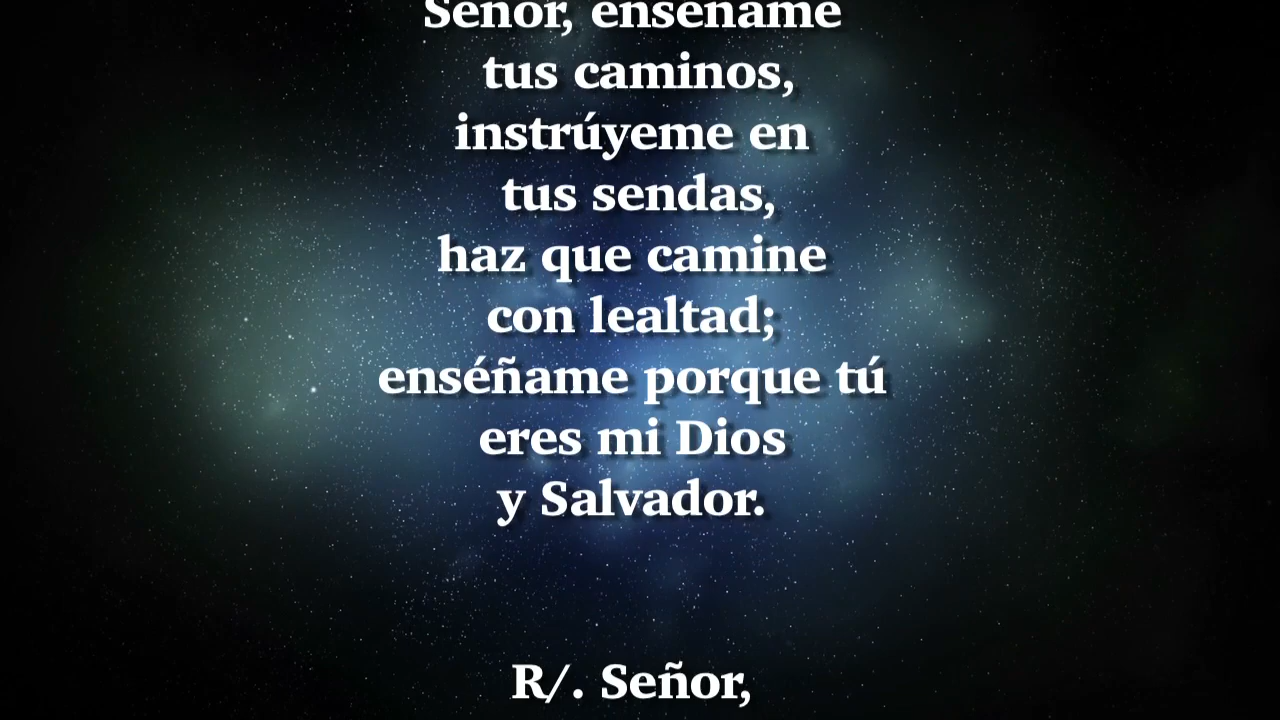 Señor, enséñame
tus caminos,
instrúyeme en
tus sendas,
haz que camine
con lealtad;
enséñame porque tú
eres mi Dios
y Salvador.
R/. Señor,